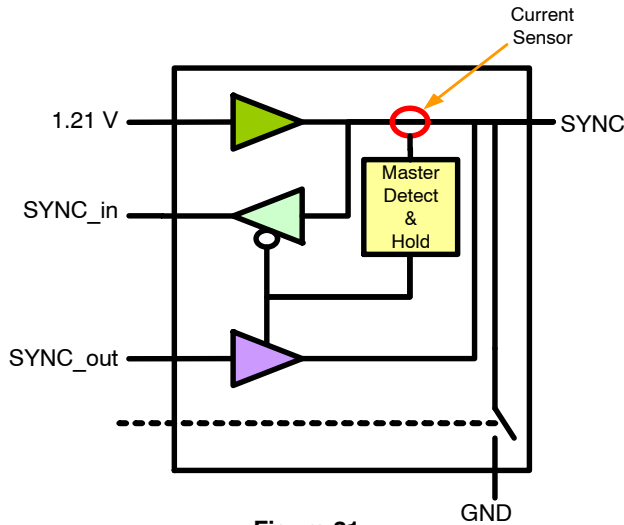 Current
Sensor
1.21 V
SYNC
Master
Detect
&
Hold
SYNC_in
SYNC_out
GND